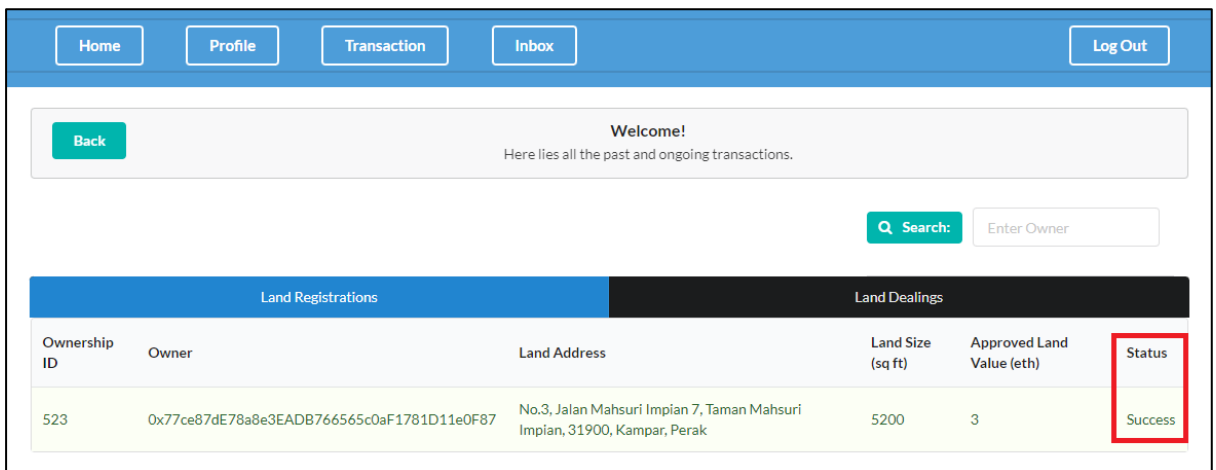 Home Profile Transaction Inbox Log Out
Back
Welcome!
Here lies all the past and ongoing transactions.
Search: Enter Owner
Land Registrations Land Dealings
Ownership ID Owner Land Address Land Size (sq ft) Approved Land Value (eth) Status
523 0x77ce87dE78a8e3EADB766565c0aF1781D11e0F87 No.3, Jalan Mahsuri Impian 7, Taman Mahsuri
Impian, 31900, Kampar, Perak 5200 3 Success